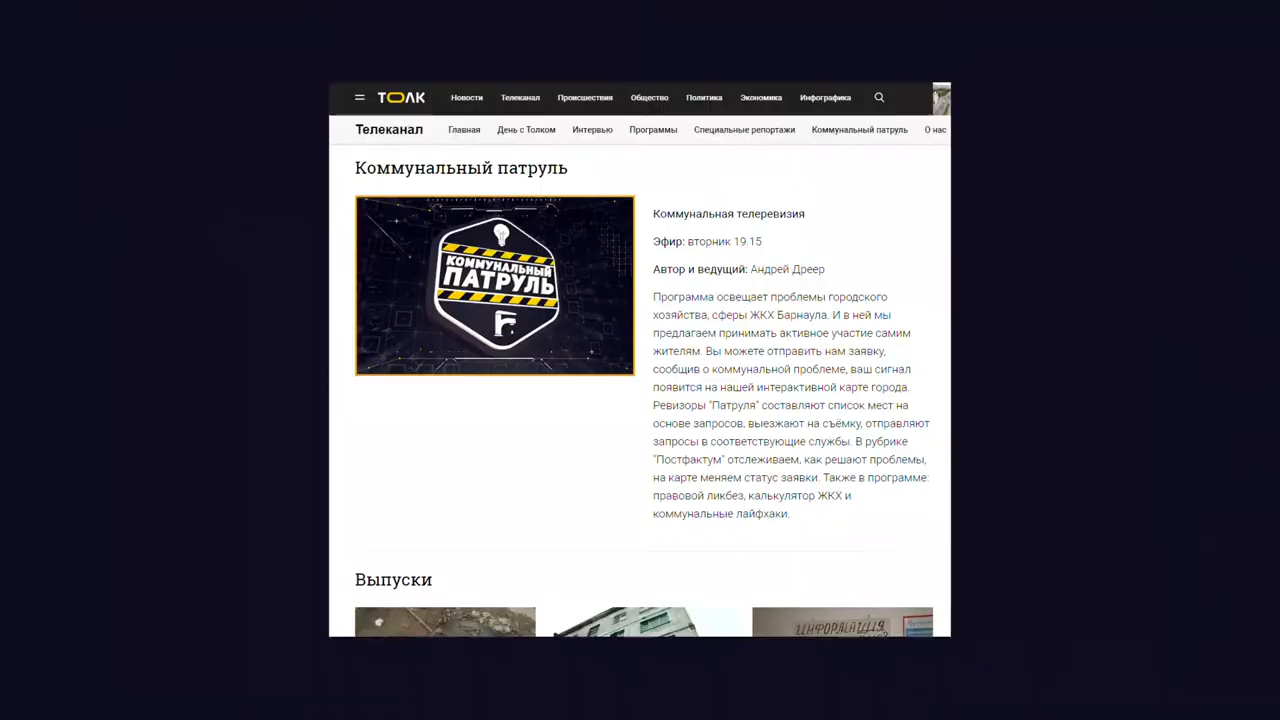 ТОЛК Новости Телеканал Происшествия Общество Политика Экономика Инфографика
Телеканал Главная День с Толком Интервью Программы Специальные репортажи Коммунальный патруль О нас
Коммунальный патруль
КОММУНАЛЬНЫЙ
ПАТРУЛЬ
Коммунальная телеревизия
Эфир: вторник 19.15
Автор и ведущий: Андрей Дреер
Программа освещает проблемы городского
хозяйства, сферы ЖКХ Барнаула. И в ней мы
предлагаем принимать активное участие самим
жителям. Вы можете отправить нам заявку,
сообщив о коммунальной проблеме, ваш сигнал
появится на нашей интерактивной карте города.
Ревизоры "Патруля" составляют список мест на
основе запросов, выезжают на съёмку, отправляют
запросы в соответствующие службы. В рубрике
"Постфактум" отслеживаем, как решают проблемы,
на карте меняем статус заявки. Также в программе:
правовой ликбез, калькулятор ЖКХ и
коммунальные лайфхаки.
Выпуски
ИНФОРМАЦИЯ